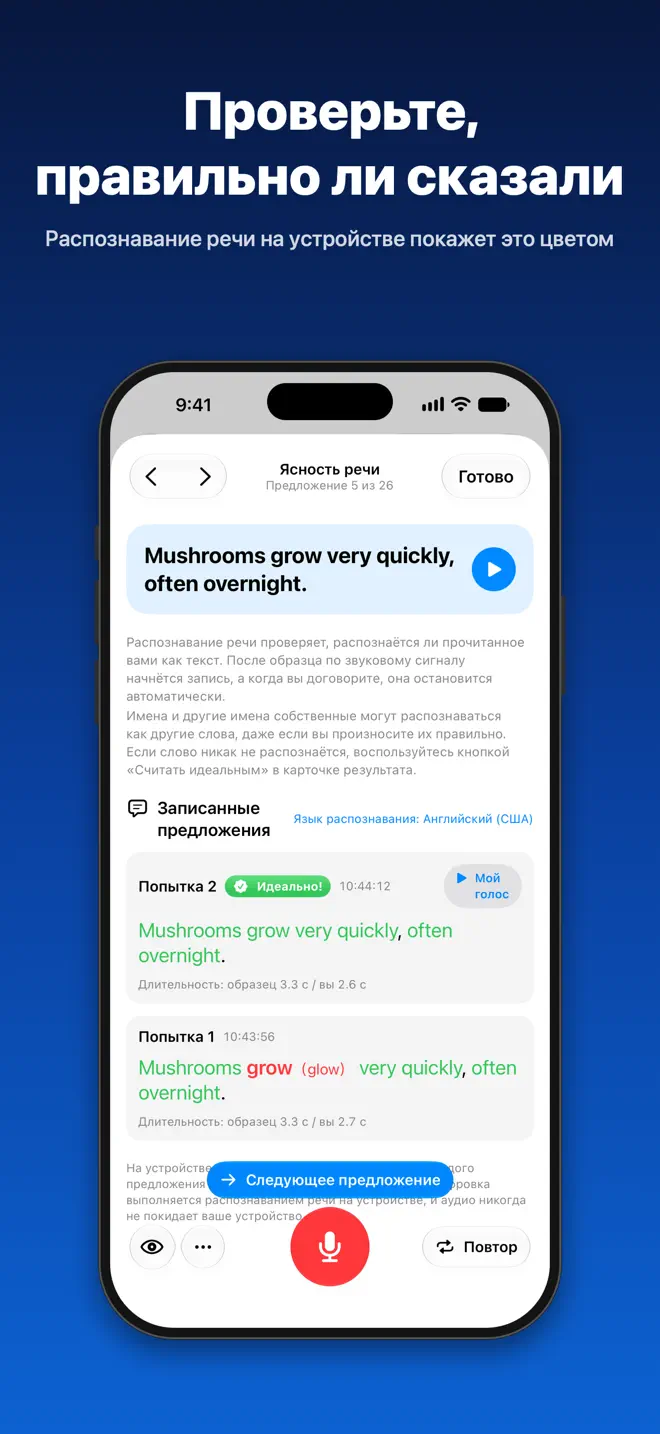 Проверьте,
правильно ли сказали
Распознавание речи на устройстве покажет это цветом
9:41
Ясность речи
Предложение 5 из 26
Готово
Mushrooms grow very quickly,
often overnight.
Распознавание речи проверяет, распознаётся ли прочитанное
вами как текст. После образца по звуковому сигналу
начнётся запись, а когда вы договорите, она остановится
автоматически.
Имена и другие имена собственные могут распознаваться
как другие слова, даже если вы произносите их правильно.
Если слово никак не распознаётся, воспользуйтесь кнопкой
«Считать идеальным» в карточке результата.
Записанные
предложения
Язык распознавания: Английский (США)
Попытка 2
Идеально!
10:44:12
Мой
голос
Mushrooms grow very quickly, often
overnight.
Длительность: образец 3.3 с / вы 2.6 с
Попытка 1
10:43:56
Mushrooms grow (glow) very quickly, often
overnight.
Длительность: образец 3.3 с / вы 2.7 с
На устройстве
предложения
Следующее предложение
выполняется распознаванием речи на устройстве, и аудио никогда
не покидает ваше устройство
Повтор